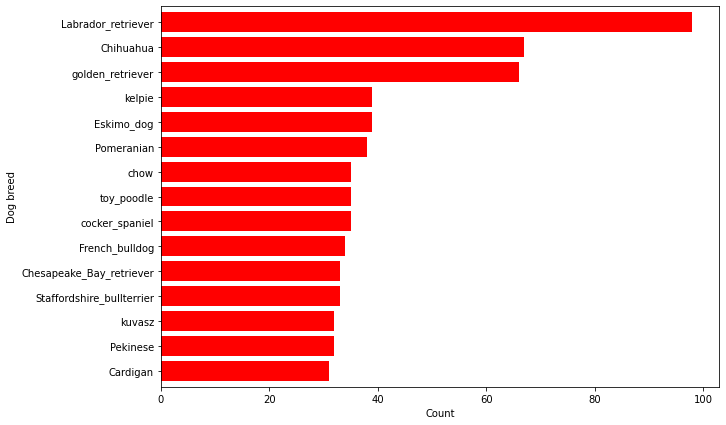 Labrador_retriever
Chihuahua
golden_retriever
kelpie
Eskimo_dog
Pomeranian
chow
toy_poodle
cocker_spaniel
French_bulldog
Chesapeake_Bay_retriever
Staffordshire_bullterrier
kuvasz
Pekinese
Cardigan
Dog breed
0 20 40 60 80 100
Count